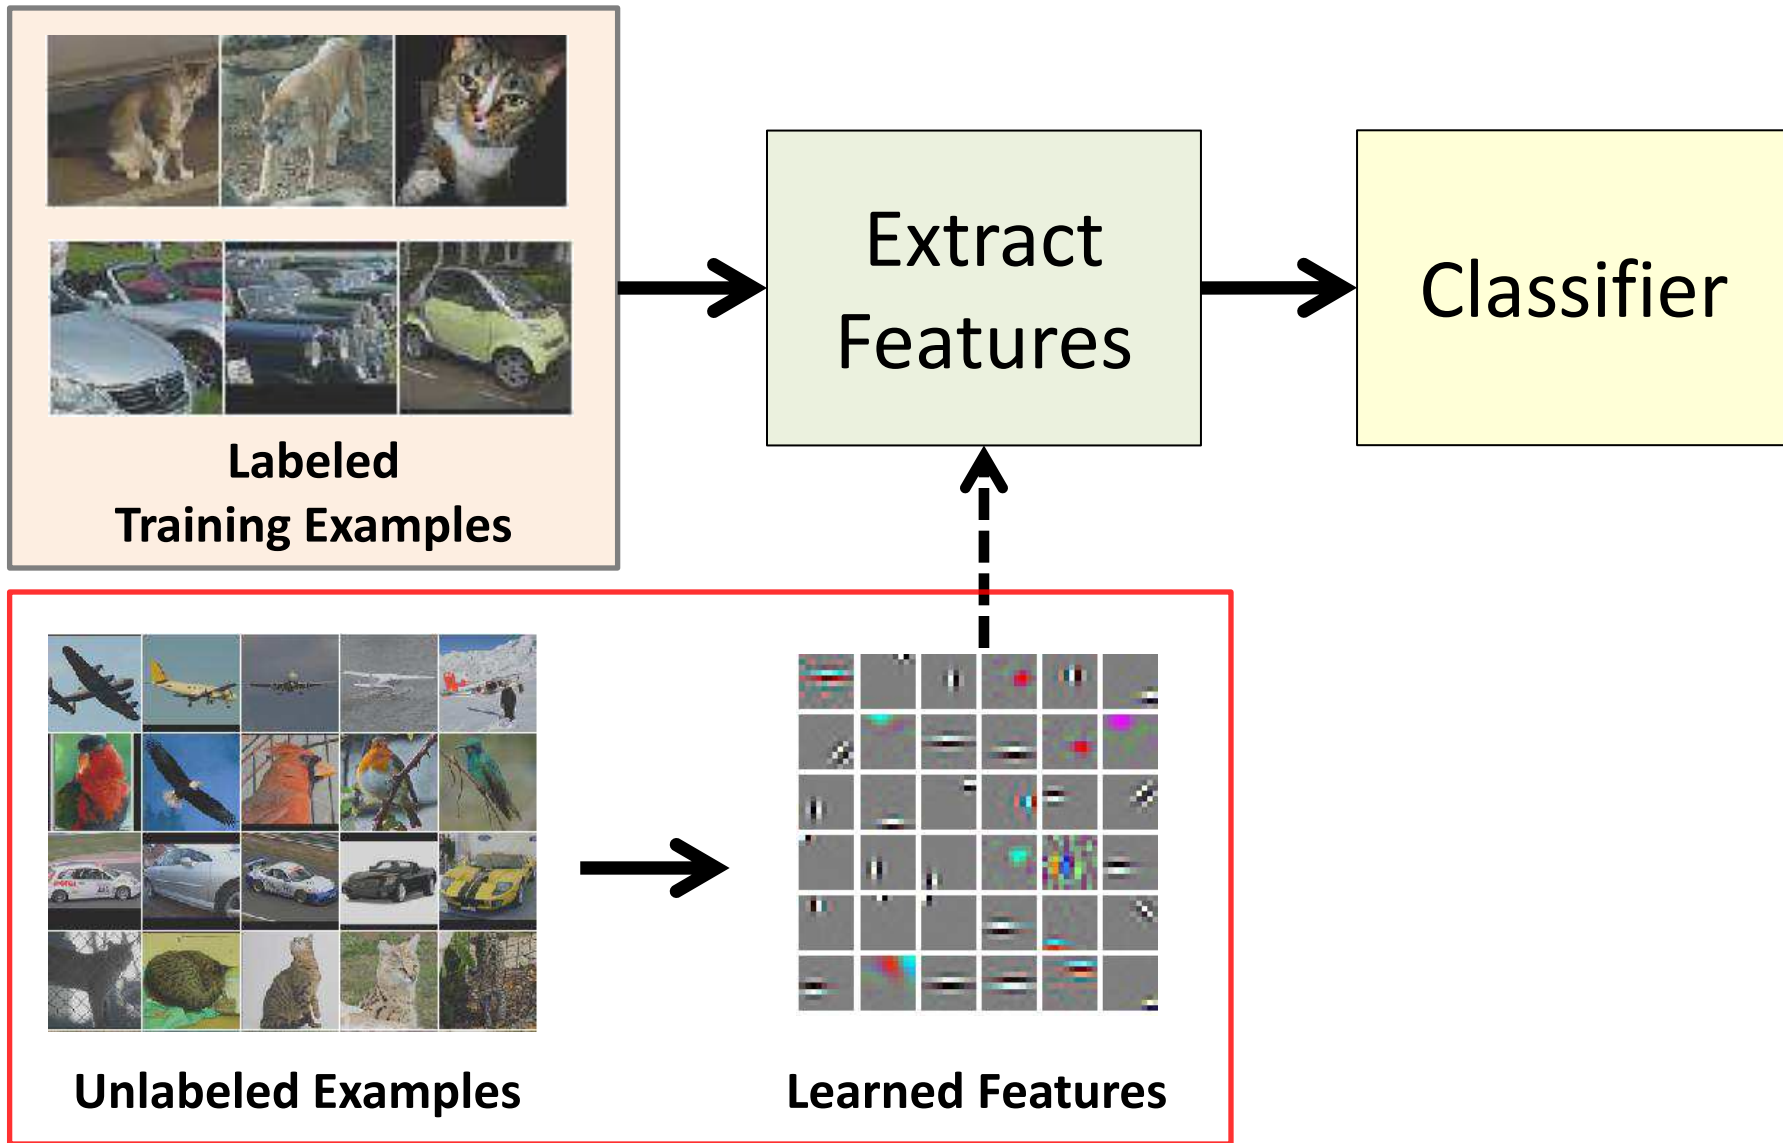 Labeled
Training Examples
Extract
Features
Classifier
Unlabeled Examples
Learned Features